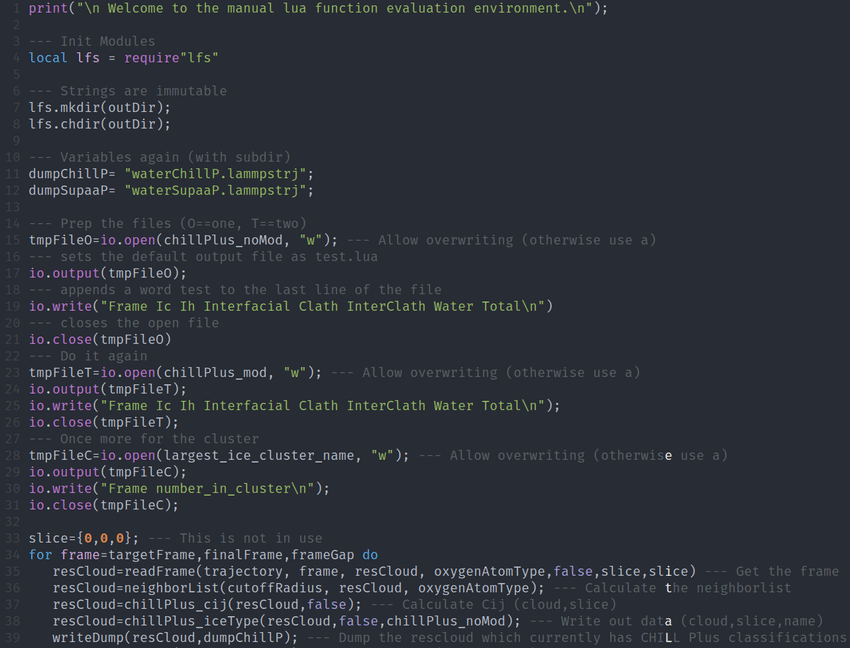 1 print("\n Welcome to the manual lua function evaluation environment.\n");
2
3 --- Init Modules
4 local lfs = require"lfs"
5
6 --- Strings are immutable
7 lfs.mkdir(outDir);
8 lfs.chdir(outDir);
9
10 --- Variables again (with subdir)
11 dumpChillP= "waterChillP.lammpstrj";
12 dumpSupaaP= "waterSupaaP.lammpstrj";
13
14 --- Prep the files (O==one, T==two)
15 tmpFileO=io.open(chillPlus_noMod, "w"); --- Allow overwriting (otherwise use a)
16 --- sets the default output file as test.lua
17 io.output(tmpFileO);
18 --- appends a word test to the last line of the file
19 io.write("Frame Ic Ih Interfacial Clath InterClath Water Total\n")
20 --- closes the open file
21 io.close(tmpFileO)
22 --- Do it again
23 tmpFileT=io.open(chillPlus_mod, "w"); --- Allow overwriting (otherwise use a)
24 io.output(tmpFileT);
25 io.write("Frame Ic Ih Interfacial Clath InterClath Water Total\n");
26 io.close(tmpFileT);
27 --- Once more for the cluster
28 tmpFileC=io.open(largest_ice_cluster_name, "w"); --- Allow overwriting (otherwise use a)
29 io.output(tmpFileC);
30 io.write("Frame number_in_cluster\n");
31 io.close(tmpFileC);
32
33 slice={0,0,0}; --- This is not in use
34 for frame=targetFrame,finalFrame,frameGap do
35 resCloud=readFrame(trajectory, frame, resCloud, oxygenAtomType,false,slice,slice) --- Get the frame
36 resCloud=neighborList(cutoffRadius, resCloud, oxygenAtomType); --- Calculate the neighborlist
37 resCloud=chillPlus_cij(resCloud,false); --- Calculate Cij (cloud,slice)
38 resCloud=chillPlus_iceType(resCloud,false,chillPlus_noMod); --- Write out data (cloud,slice,name)
39 writeDump(resCloud,dumpChillP); --- Dump the rescloud which currently has CHILL Plus classifications